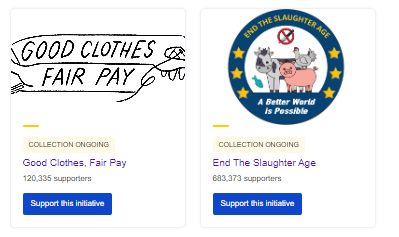 GOOD CLOTHES
FAIR PAY
COLLECTION ONGOING
Good Clothes, Fair Pay
120,335 supporters
Support this initiative
END THE SLAUGHTER AGE
A Better World
is Possible
COLLECTION ONGOING
End The Slaughter Age
683,373 supporters
Support this initiative